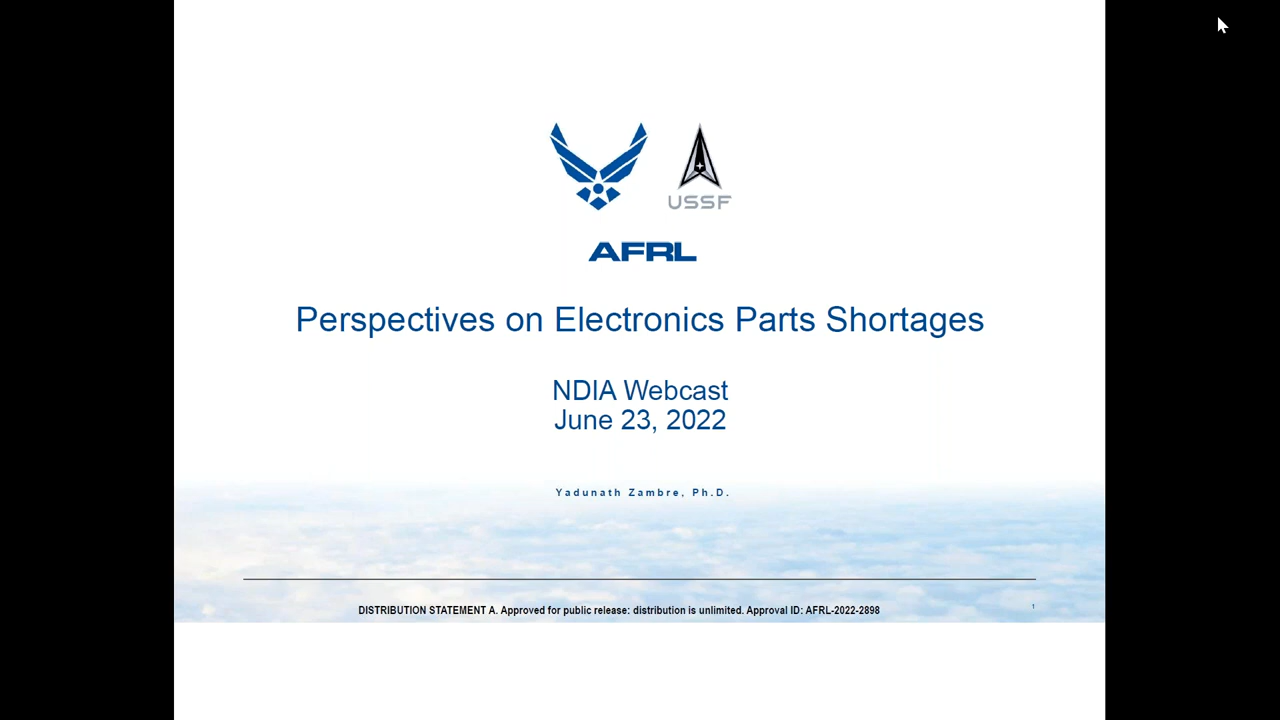 USSF
AFRL
Perspectives on Electronics Parts Shortages
NDIA Webcast
June 23, 2022
Yadunath Zambre, Ph.D.
DISTRIBUTION STATEMENT A. Approved for public release: distribution is unlimited. Approval ID: AFRL-2022-2898
1